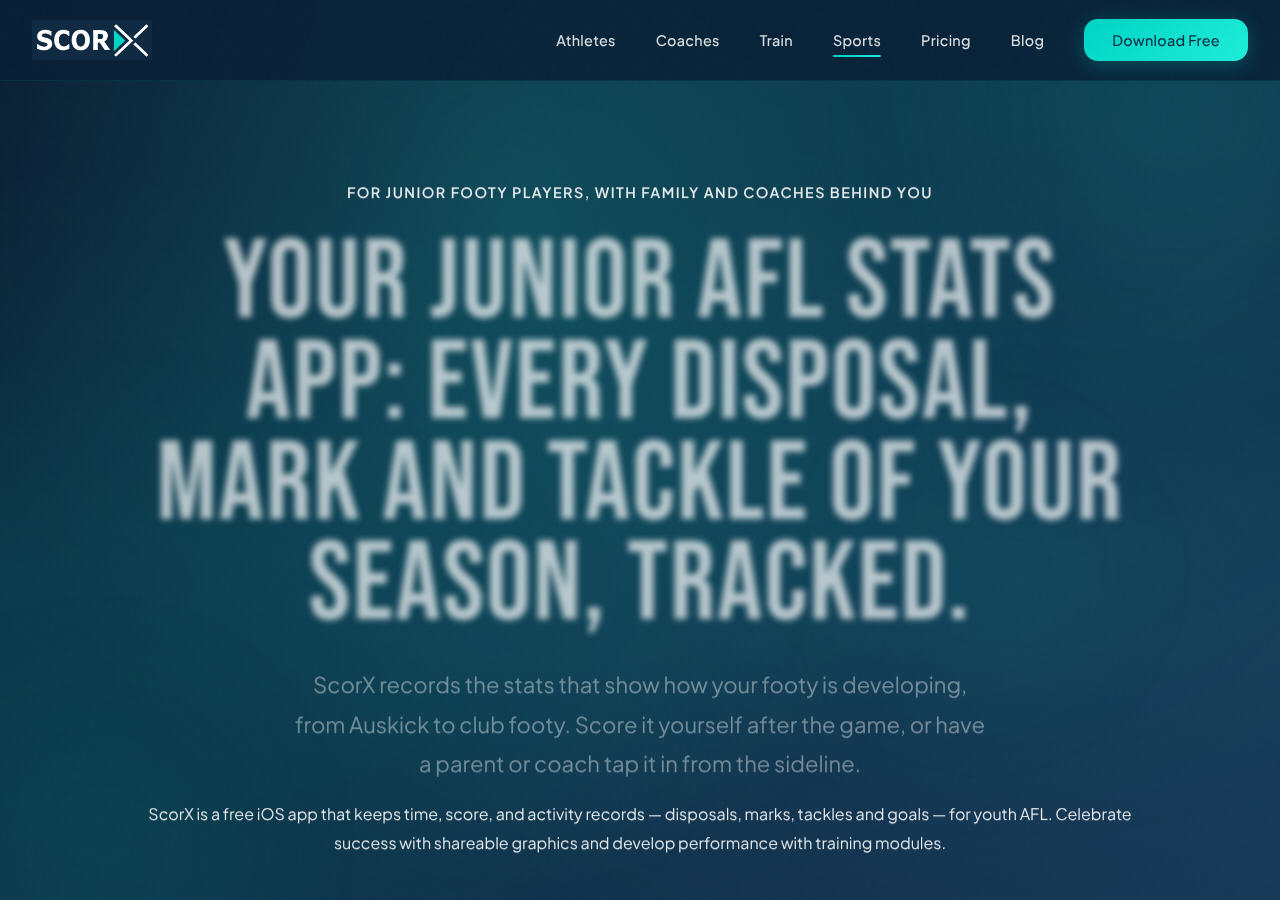 SCORX
Athletes
Coaches
Train
Sports
Pricing
Blog
Download Free
FOR JUNIOR FOOTY PLAYERS, WITH FAMILY AND COACHES BEHIND YOU
YOUR JUNIOR AFL STATS
APP: EVERY DISPOSAL,
MARK AND TACKLE OF YOUR
SEASON, TRACKED.
ScorX records the stats that show how your footy is developing,
from Auskick to club footy. Score it yourself after the game, or have
a parent or coach tap it in from the sideline.
ScorX is a free iOS app that keeps time, score, and activity records — disposals, marks, tackles and goals — for youth AFL. Celebrate
success with shareable graphics and develop performance with training modules.